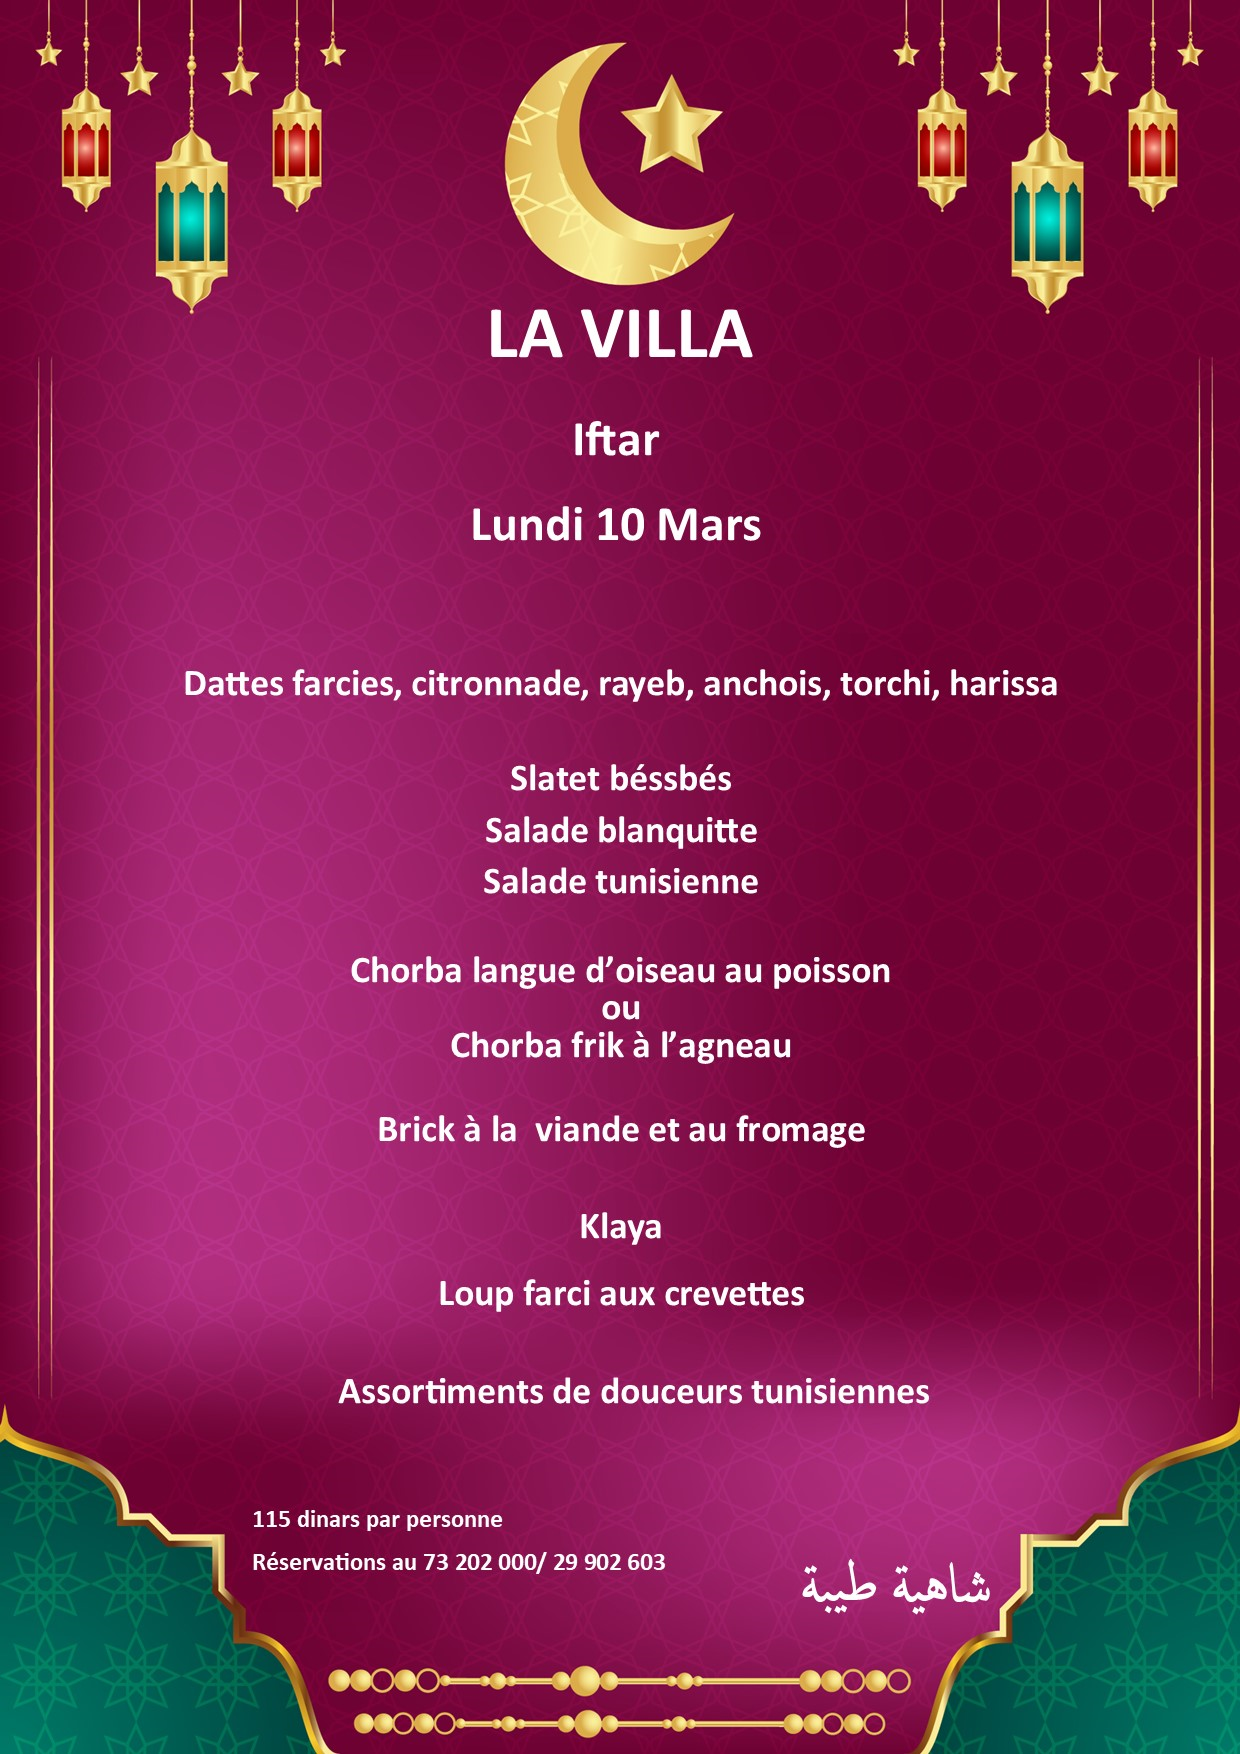 LA VILLA
Iftar
Lundi 10 Mars
Dattes farcies, citronnade, rayeb, anchois, torchi, harissa
Slatet béssbés
Salade blanquitte
Salade tunisienne
Chorba langue d’oiseau au poisson
ou
Chorba frik à l’agneau
Brick à la  viande et au fromage
Klaya
Loup farci aux crevettes
Assortiments de douceurs tunisiennes
115 dinars par personne
Réservations au 73 202 000/ 29 902 603
شاهية طيبة